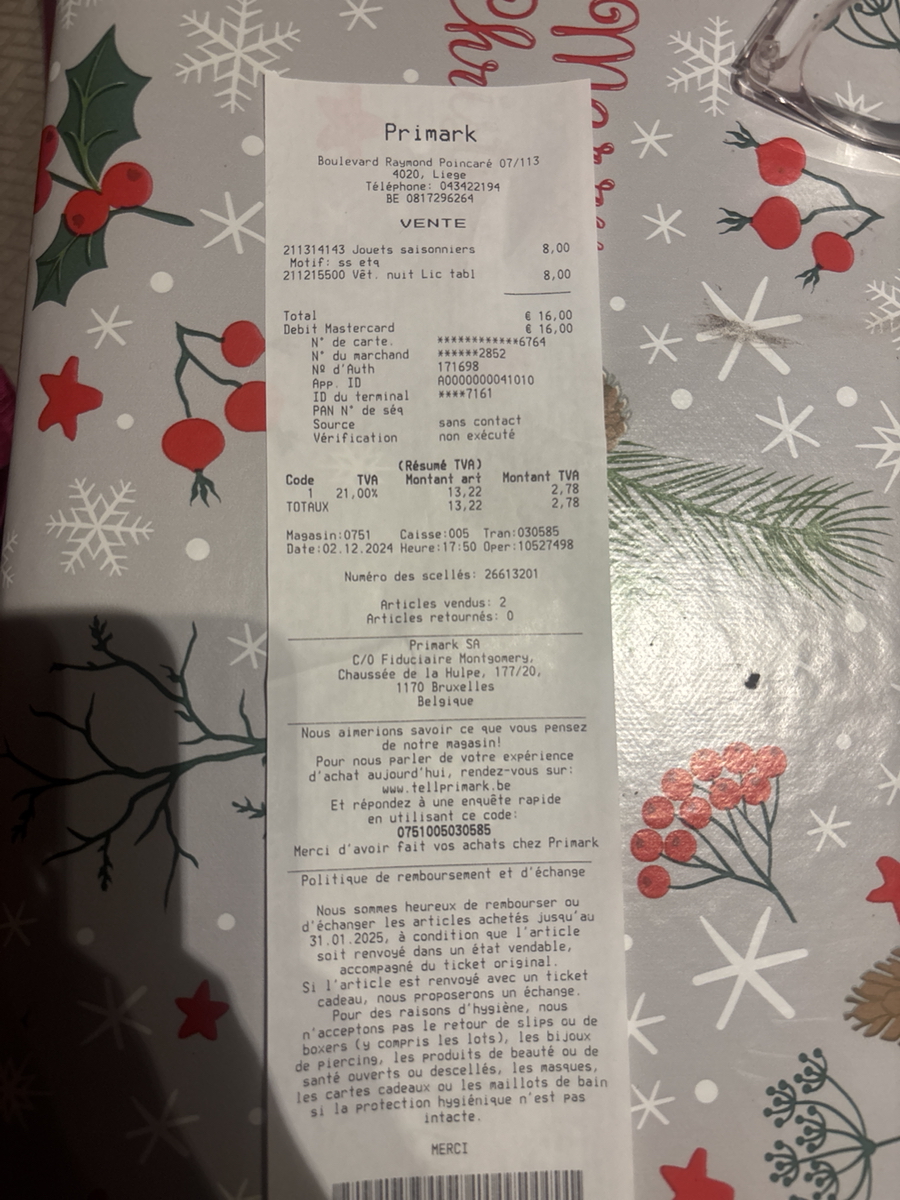 Merry
Chr
Primark
Boulevard Raymond Poincaré 07/113
4020, Liege
Téléphone: 043422194
BE 0817296264
VENTE
211314143 Jouets saisonniers 8,00
Motif: ss etq
211215500 Vêt. nuit Lic tabl 8,00
Total € 16,00
Debit Mastercard € 16,00
N° de carte. ************6764
N° du marchand ******2852
Nº d'Auth 171698
App. ID A0000000041010
ID du terminal ****7161
PAN N° de séq
Source sans contact
Vérification non exécuté
(Résumé TVA)
Code TVA Montant art Montant TVA
1 21,00% 13,22 2,78
TOTAUX 13,22 2,78
Magasin:0751 Caisse:005 Tran:030585
Date:02.12.2024 Heure:17:50 Oper:10527498
Numéro des scellés: 26613201
Articles vendus: 2
Articles retournés: 0
Primark SA
C/O Fiduciaire Montgomery,
Chaussée de la Hulpe, 177/20,
1170 Bruxelles
Belgique
Nous aimerions savoir ce que vous pensez
de notre magasin!
Pour nous parler de votre expérience
d'achat aujourd'hui, rendez-vous sur:
www.tellprimark.be
Et répondez à une enquête rapide
en utilisant ce code:
0751005030585
Merci d'avoir fait vos achats chez Primark
Politique de remboursement et d'échange
Nous sommes heureux de rembourser ou
d'échanger les articles achetés jusqu'au
31.01.2025, à condition que l'article
soit renvoyé dans un état vendable,
accompagné du ticket original.
Si l'article est renvoyé avec un ticket
cadeau, nous proposerons un échange.
Pour des raisons d'hygiène, nous
n'acceptons pas le retour de slips ou de
boxers (y compris les lots), les bijoux
de piercing, les produits de beauté ou de
santé ouverts ou descellés, les masques,
les cartes cadeaux ou les maillots de bain
si la protection hygiénique n'est pas
intacte.
MERCI